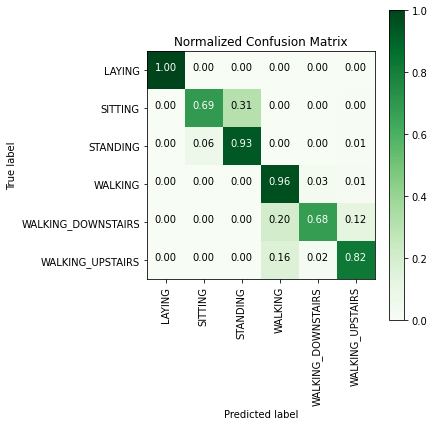 Normalized Confusion Matrix
True label
LAYING 1.00 0.00 0.00 0.00 0.00 0.00
SITTING 0.00 0.69 0.31 0.00 0.00 0.00
STANDING 0.00 0.06 0.93 0.00 0.00 0.01
WALKING 0.00 0.00 0.00 0.96 0.03 0.01
WALKING_DOWNSTAIRS 0.00 0.00 0.00 0.20 0.68 0.12
WALKING_UPSTAIRS 0.00 0.00 0.00 0.16 0.02 0.82
LAYING
SITTING
STANDING
WALKING
WALKING_DOWNSTAIRS
WALKING_UPSTAIRS
Predicted label
1.0
0.8
0.6
0.4
0.2
0.0